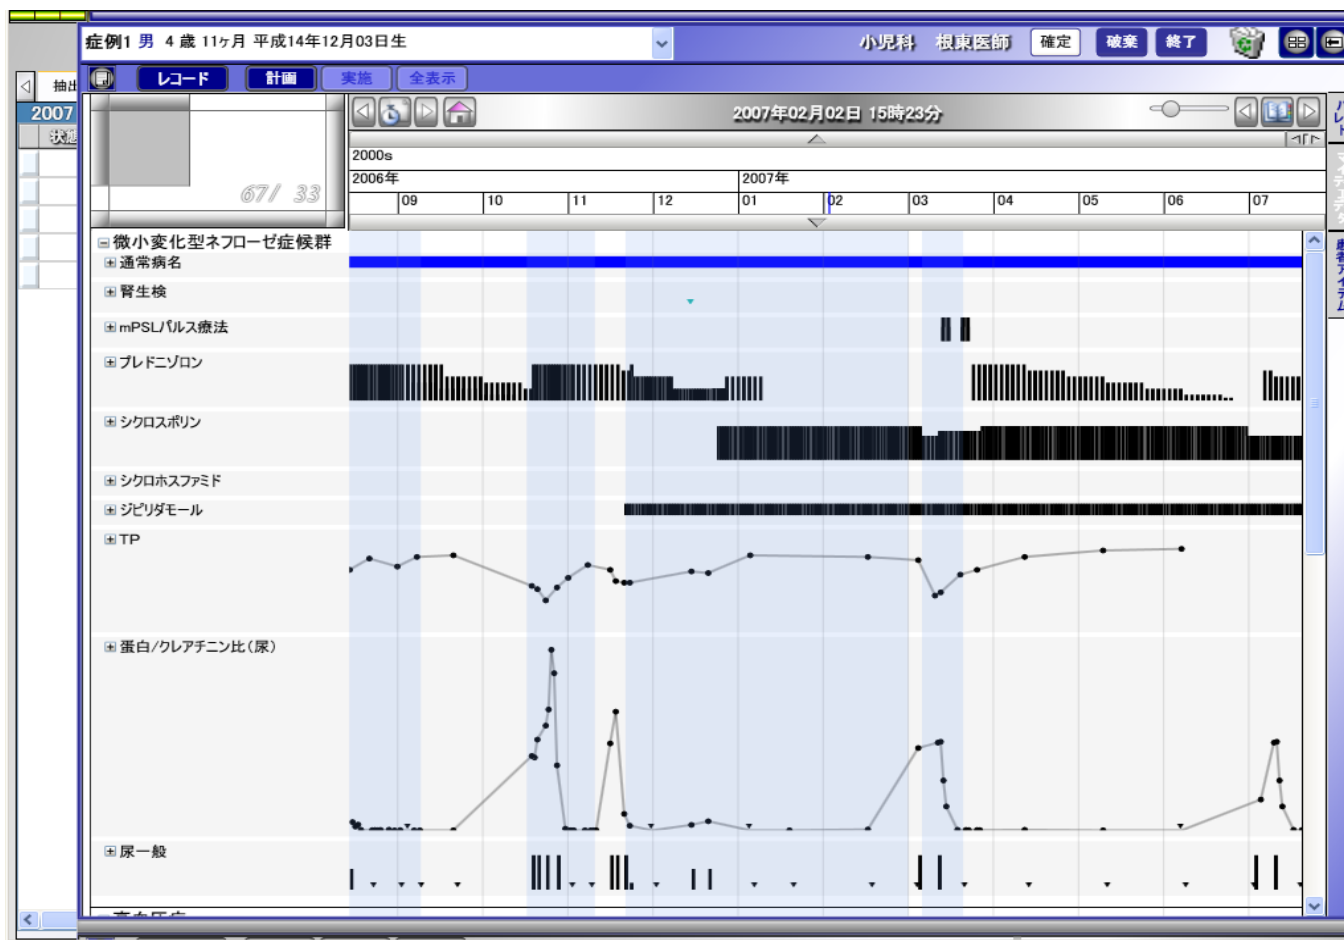 症例1 男 4 歳 11ヶ月 平成14年12月03日生
小児科 根東医師 確定 破棄 終了
レコード 計画 実施 全表示
抽出
2007
状態
2007年02月02日 15時23分
67/ 33
2000s
2006年 2007年
09 10 11 12 01 02 03 04 05 06 07
微小変化型ネフローゼ症候群
通常病名
腎生検
mPSLパルス療法
プレドニゾロン
シクロスポリン
シクロホスファミド
ジピリダモール
TP
蛋白/クレアチニン比(尿)
尿一般